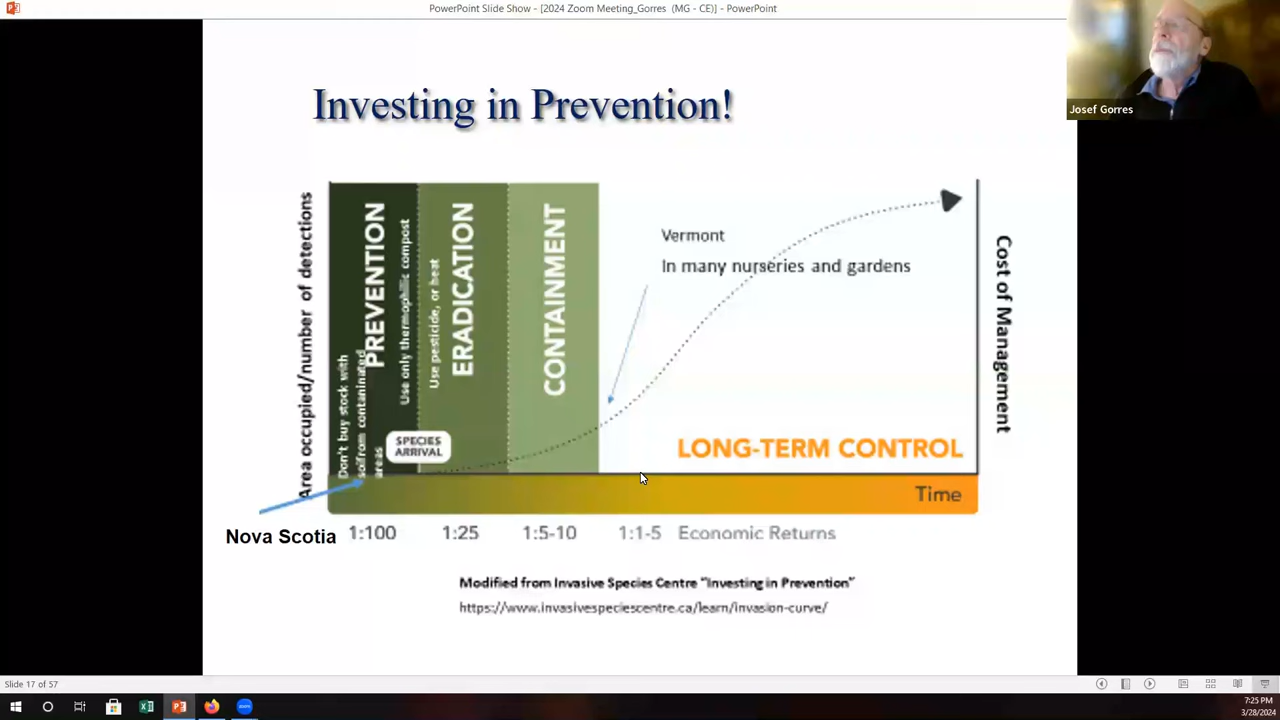 PowerPoint Slide Show - [2024 Zoom Meeting_Gorres (MG - CE)] - PowerPoint
Josef Gorres
Investing in Prevention!
Area occupied/number of detections
Don't buy stock with
soilfrom contaminated
areas
PREVENTION
Use only thermophilic compost
Use pesticide, or heat
ERADICATION
CONTAINMENT
SPECIES
ARRIVAL
Vermont
In many nurseries and gardens
LONG-TERM CONTROL
Cost of Management
Time
Nova Scotia
1:100
1:25
1:5-10
1:1-5
Economic Returns
Modified from Invasive Species Centre "Investing in Prevention"
https://www.invasivespeciescentre.ca/learn/invasion-curve/
Slide 17 of 57
zoom
7:25 PM
3/28/2024